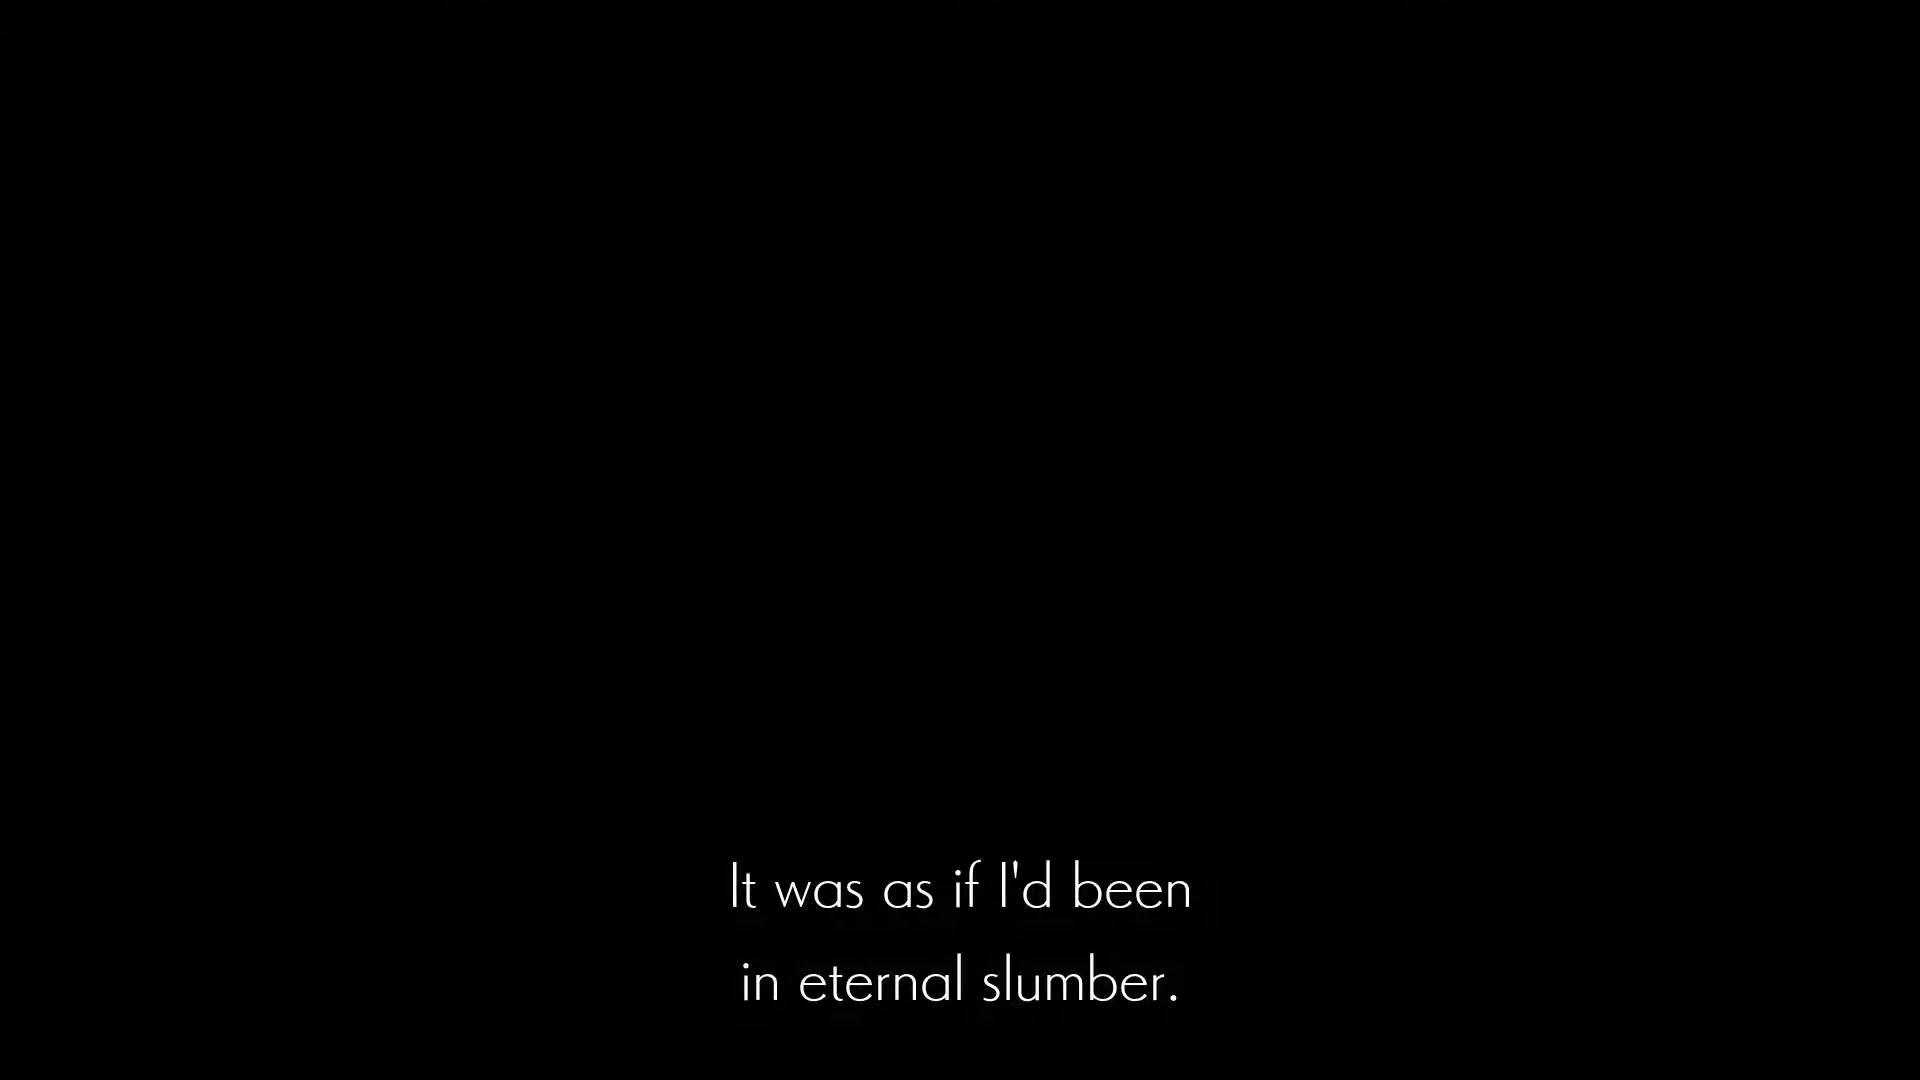 It was as if I'd been
in eternal slumber.